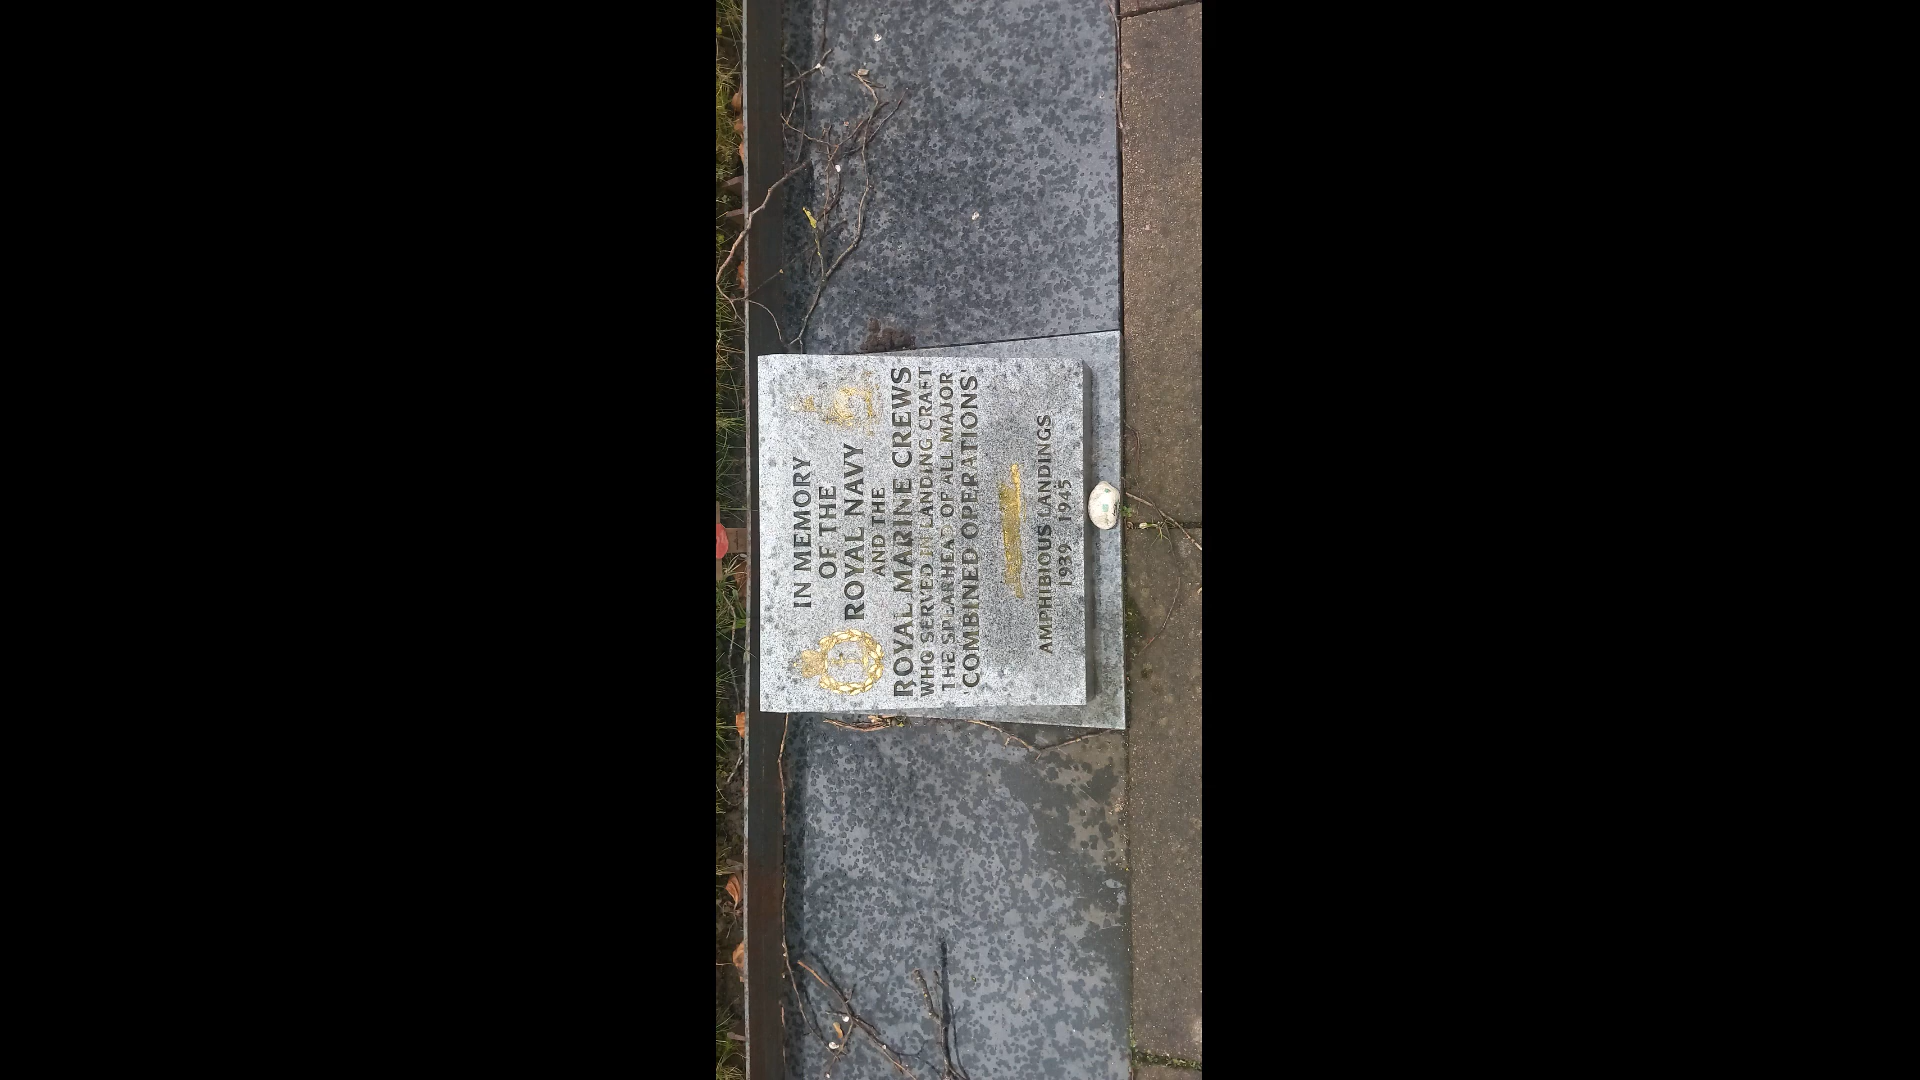 IN MEMORY
OF THE
ROYAL NAVY
AND THE
ROYAL MARINE CREWS
WHO SERVED IN LANDING CRAFT
THE SPEARHEAD OF ALL MAJOR
'COMBINED OPERATIONS'
AMPHIBIOUS LANDINGS
1939 1945